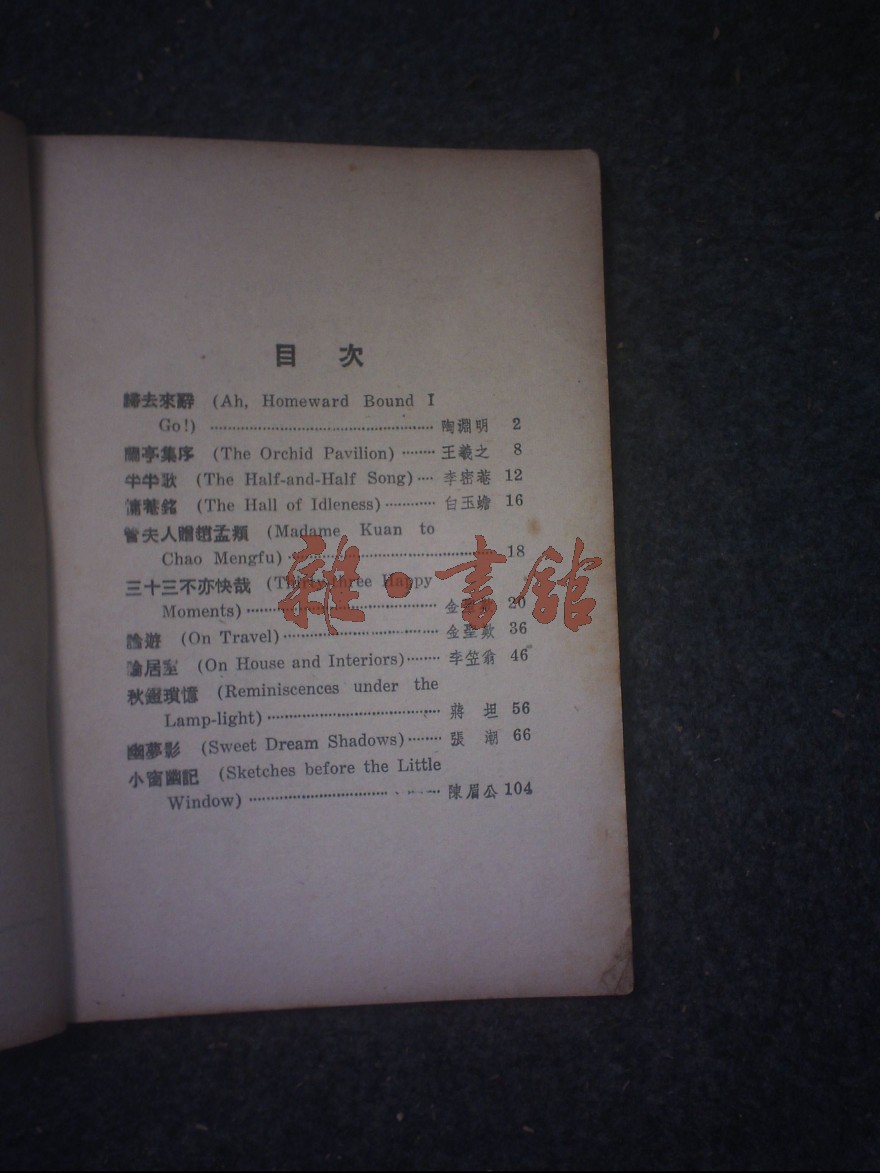 目 次
歸去來辭 (Ah, Homeward Bound I
Go!) 陶淵明 2
蘭亭集序 (The Orchid Pavilion) 王羲之 8
半半歌 (The Half-and-Half Song) 李密菴 12
慵菴銘 (The Hall of Idleness) 白玉蟾 16
管夫人贈趙孟頫 (Madame Kuan to
Chao Mengfu) 18
三十三不亦快哉 (Thirty-three Happy
Moments) 金聖歎 20
論遊 (On Travel) 金聖歎 36
論居室 (On House and Interiors) 李笠翁 46
秋鐙瑣憶 (Reminiscences under the
Lamp-light) 蔣 坦 56
幽夢影 (Sweet Dream Shadows) 張 潮 66
小窗幽記 (Sketches before the Little
Window) 陳眉公 104
雜·書館